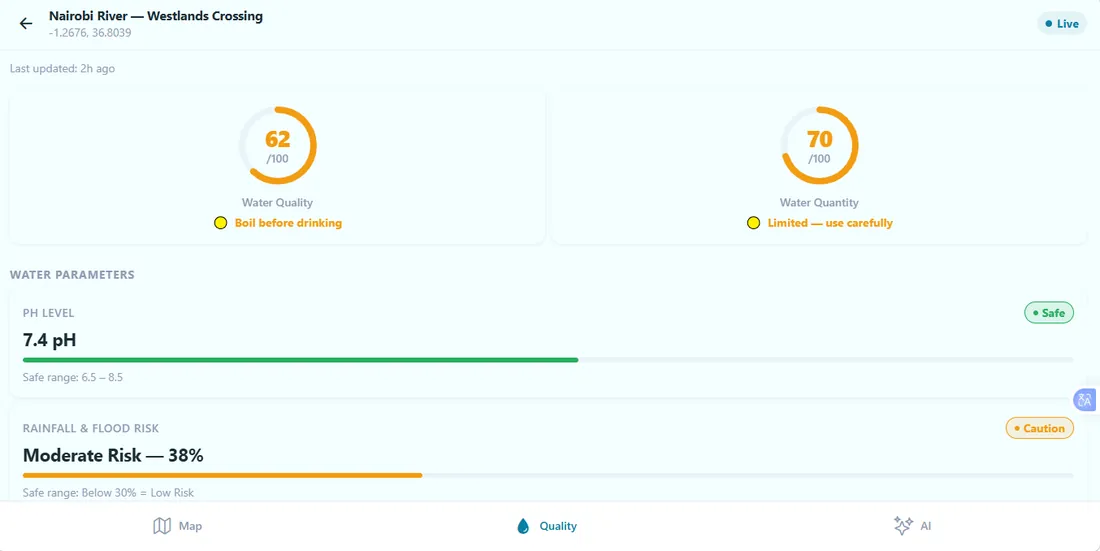 Nairobi River — Westlands Crossing
-1.2676, 36.8039
Live
Last updated: 2h ago
62
/100
Water Quality
Boil before drinking
70
/100
Water Quantity
Limited — use carefully
WATER PARAMETERS
PH LEVEL
Safe
7.4 pH
Safe range: 6.5 – 8.5
RAINFALL & FLOOD RISK
Caution
Moderate Risk — 38%
Safe range: Below 30% = Low Risk
Map
Quality
AI